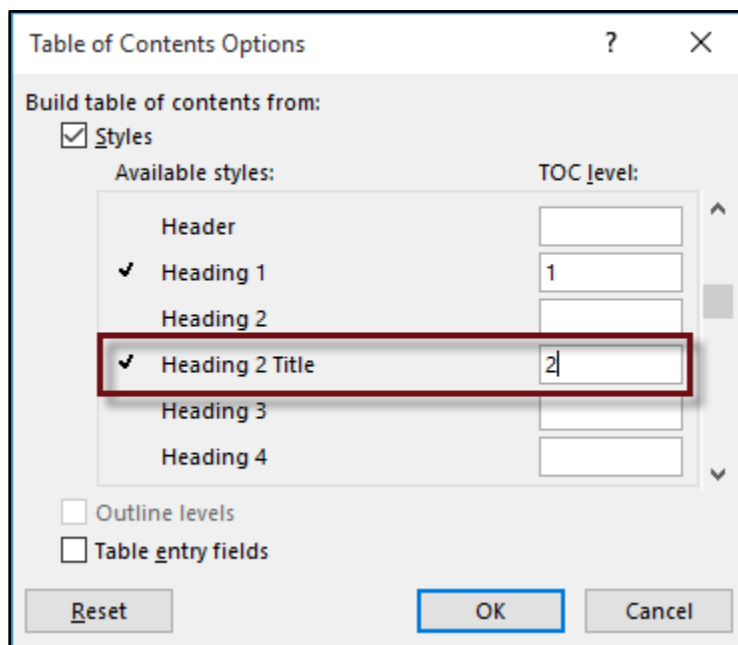 Table of Contents Options ?
Build table of contents from:
Styles
Available styles: TOC level:
Header
Heading 1 1
Heading 2
Heading 2 Title 2
Heading 3
Heading 4
Outline levels
Table entry fields
Reset OK Cancel